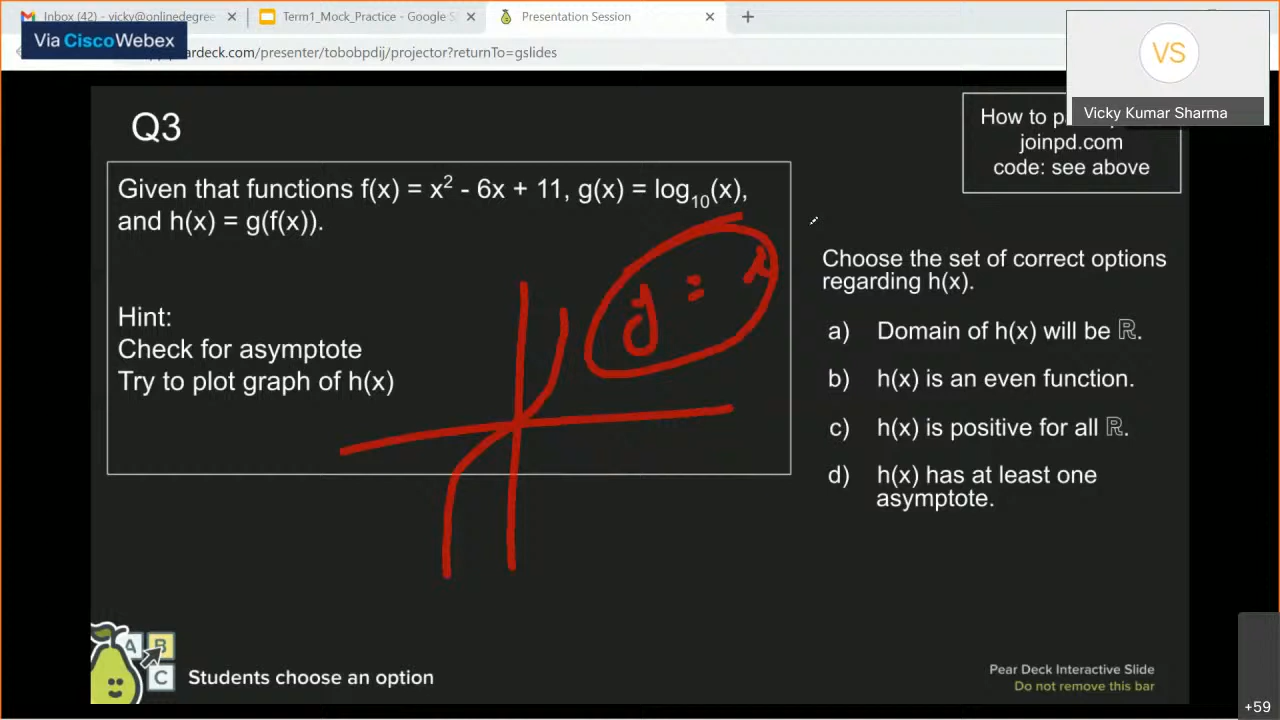 Inbox (42) - vicky@onlinedegree
Term1_Mock_Practice - Google S
Presentation Session
Via CiscoWebex
eardeck.com/presenter/tobobpdij/projector?returnTo=gslides
VS
Vicky Kumar Sharma
Q3
How to p
joinpd.com
code: see above
Given that functions f(x) = x² - 6x + 11, g(x) = log₁₀(x),
and h(x) = g(f(x)).
Hint:
Check for asymptote
Try to plot graph of h(x)
y =
Choose the set of correct options
regarding h(x).
a) Domain of h(x) will be ℝ.
b) h(x) is an even function.
c) h(x) is positive for all ℝ.
d) h(x) has at least one
asymptote.
A B
C
Students choose an option
Pear Deck Interactive Slide
Do not remove this bar
+59